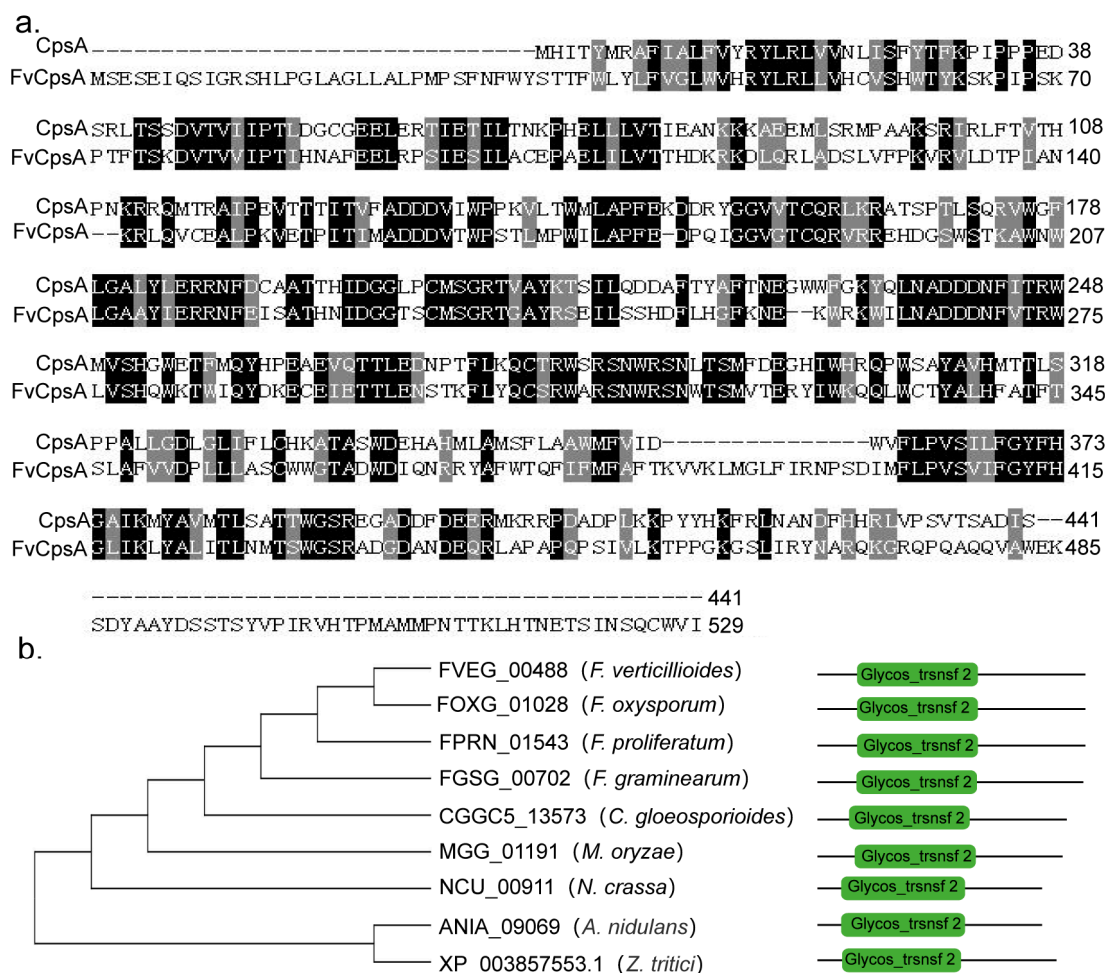 a.
CpsA --------------------------------MHITYMRAFIALFVYRYLRLVVNLISFYTFKPIPPPED 38
FvCpsA MSESEIQSIGRSHLPGLAGLLALPMPSFNFWYSTTFWLYLFVGLWVHRYLRLLVHCVSHWTYKSKPIPSK 70
CpsA SRLTSSDVTVIIPTLDGCGEELERTIETILTNKPHELLLVTIEANKKKAEEMLSRMPAAKSRIRLFTVTH 108
FvCpsA PTFTSKDVTVVIPTIHNAFEELRPSIESILACEPAELILVTTHDKRKDLQRLADSLVFPKVRVLDTPIAN 140
CpsA PNKRRQMTRAIPEVTTTITVFADDDVIWPPKVLTWMLAPFEKDDRYGGVVTCQRLKRATSPTLSQRVWGF 178
FvCpsA --KRLQVCEALPKVETPITIMADDDVTWPSTLMPWILAPFE-DPQIGGVGTCQRVRREHDGSWSTKAWNW 207
CpsA LGALYLERRNFDCAATTHIDGGLPCMSGRTVAYKTSILQDDAFTYAFTNEGWWFGKYQLNADDDNFITRW 248
FvCpsA LGAAYIERRNFEISATHNIDGGTSCMSGRTGAYRSEILSSHDFLHGFKNE--KWRKWILNADDDNFVTRW 275
CpsA MVSHGWETFMQYHPEAEVQTTLEDNPTFLKQCTRWSRSNWRSNLTSMFDEGHIWHRQPWSAYAVHMTTLS 318
FvCpsA LVSHQWKTWIQYDKECEIETTLENSTKFLYQCSRWARSNWRSNWTSMVTERYIWKQQLWCTYALHFATFT 345
CpsA PPALLGDLGLIFLCHKATASWDEHAHMLAMSFLAAWMFVID---------------WVFLPVSILFGYFH 373
FvCpsA SLAFVVDPLLLASCWWGTADWDIQNRRYAFWTQFIFMFAFTKVVKLMGLFIRNPSDIMFLPVSVIFGYFH 415
CpsA GAIKMYAVMTLSATTWGSREGADDFDEERMKRRPDADPLKKPYYHKFRLNANDFHHRLVPSVTSADIS-- 441
FvCpsA GLIKLYALITLNMTSWGSRADGDANDEQRLAPAPQPSIVLKTPPGKGSLIRYNARQKGRQPQAQQVAWEK 485
-------------------------------------------- 441
SDYAAYDSSTSYVPIRVHTPMAMMPNTTKLHTNETSINSQCWVI 529
b.
FVEG_00488 (F. verticillioides) Glycos_trsnsf 2
FOXG_01028 (F. oxysporum) Glycos_trsnsf 2
FPRN_01543 (F. proliferatum) Glycos_trsnsf 2
FGSG_00702 (F. graminearum) Glycos_trsnsf 2
CGGC5_13573 (C. gloeosporioides) Glycos_trsnsf 2
MGG_01191 (M. oryzae) Glycos_trsnsf 2
NCU_00911 (N. crassa) Glycos_trsnsf 2
ANIA_09069 (A. nidulans) Glycos_trsnsf 2
XP_003857553.1 (Z. tritici) Glycos_trsnsf 2